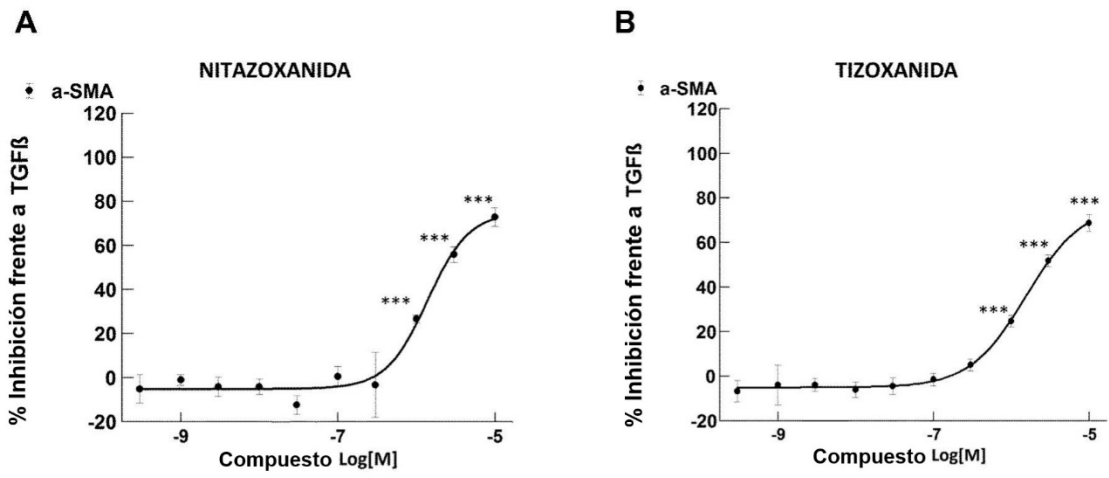 A
NITAZOXANIDA
a-SMA
% Inhibición frente a TGFß
120
100
80
60
40
20
0
-20
***
***
***
-9
-7
-5
Compuesto Log[M]
B
TIZOXANIDA
a-SMA
% Inhibición frente a TGFß
120
100
80
60
40
20
0
-20
***
***
***
-9
-7
-5
Compuesto Log[M]